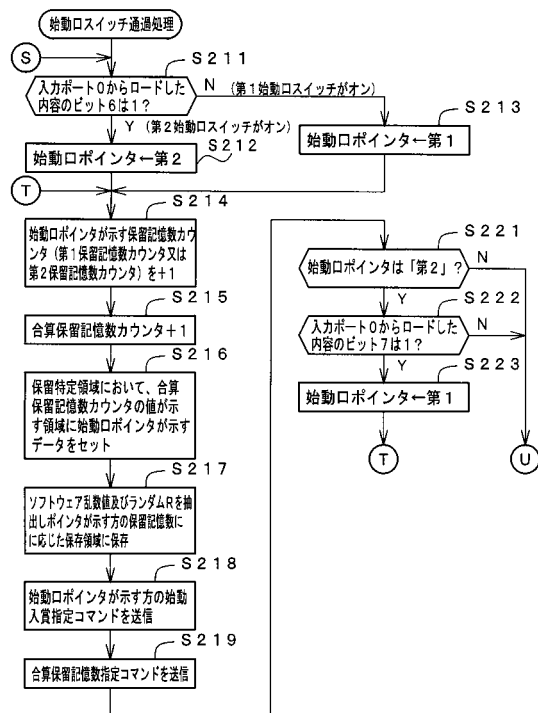 始動口スイッチ通過処理
S
S211
入力ポート0からロードした
内容のビット6は1?
N
(第1始動口スイッチがオン)
Y
(第2始動口スイッチがオン)
S212
始動口ポインタ←第2
S213
始動口ポインタ←第1
T
S214
始動口ポインタが示す保留記憶数カウ
ンタ(第1保留記憶数カウンタ又は
第2保留記憶数カウンタ)を+1
S215
合算保留記憶数カウンタ+1
S216
保留特定領域において、合算
保留記憶数カウンタの値が示
す領域に始動口ポインタが示す
データをセット
S217
ソフトウェア乱数値及びランダムRを抽
出しポインタが示す方の保留記憶数に
に応じた保存領域に保存
S218
始動口ポインタが示す方の始動
入賞指定コマンドを送信
S219
合算保留記憶数指定コマンドを送信
S221
始動口ポインタは「第2」?
N
Y
S222
入力ポート0からロードした
内容のビット7は1?
N
Y
S223
始動口ポインタ←第1
T
U